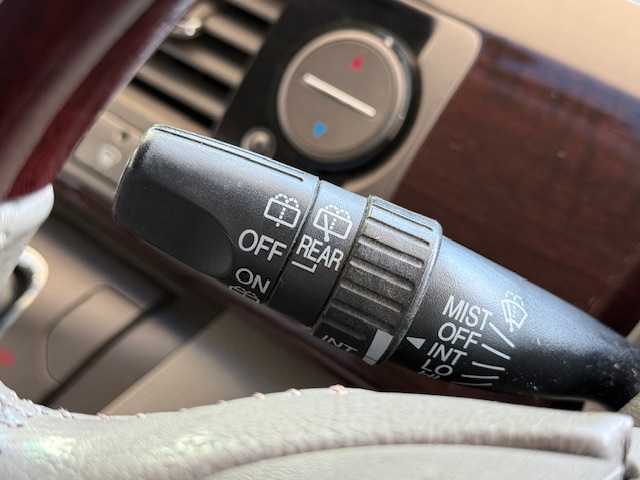 OFF
ON
REAR
INT
MIST
OFF
INT
LO